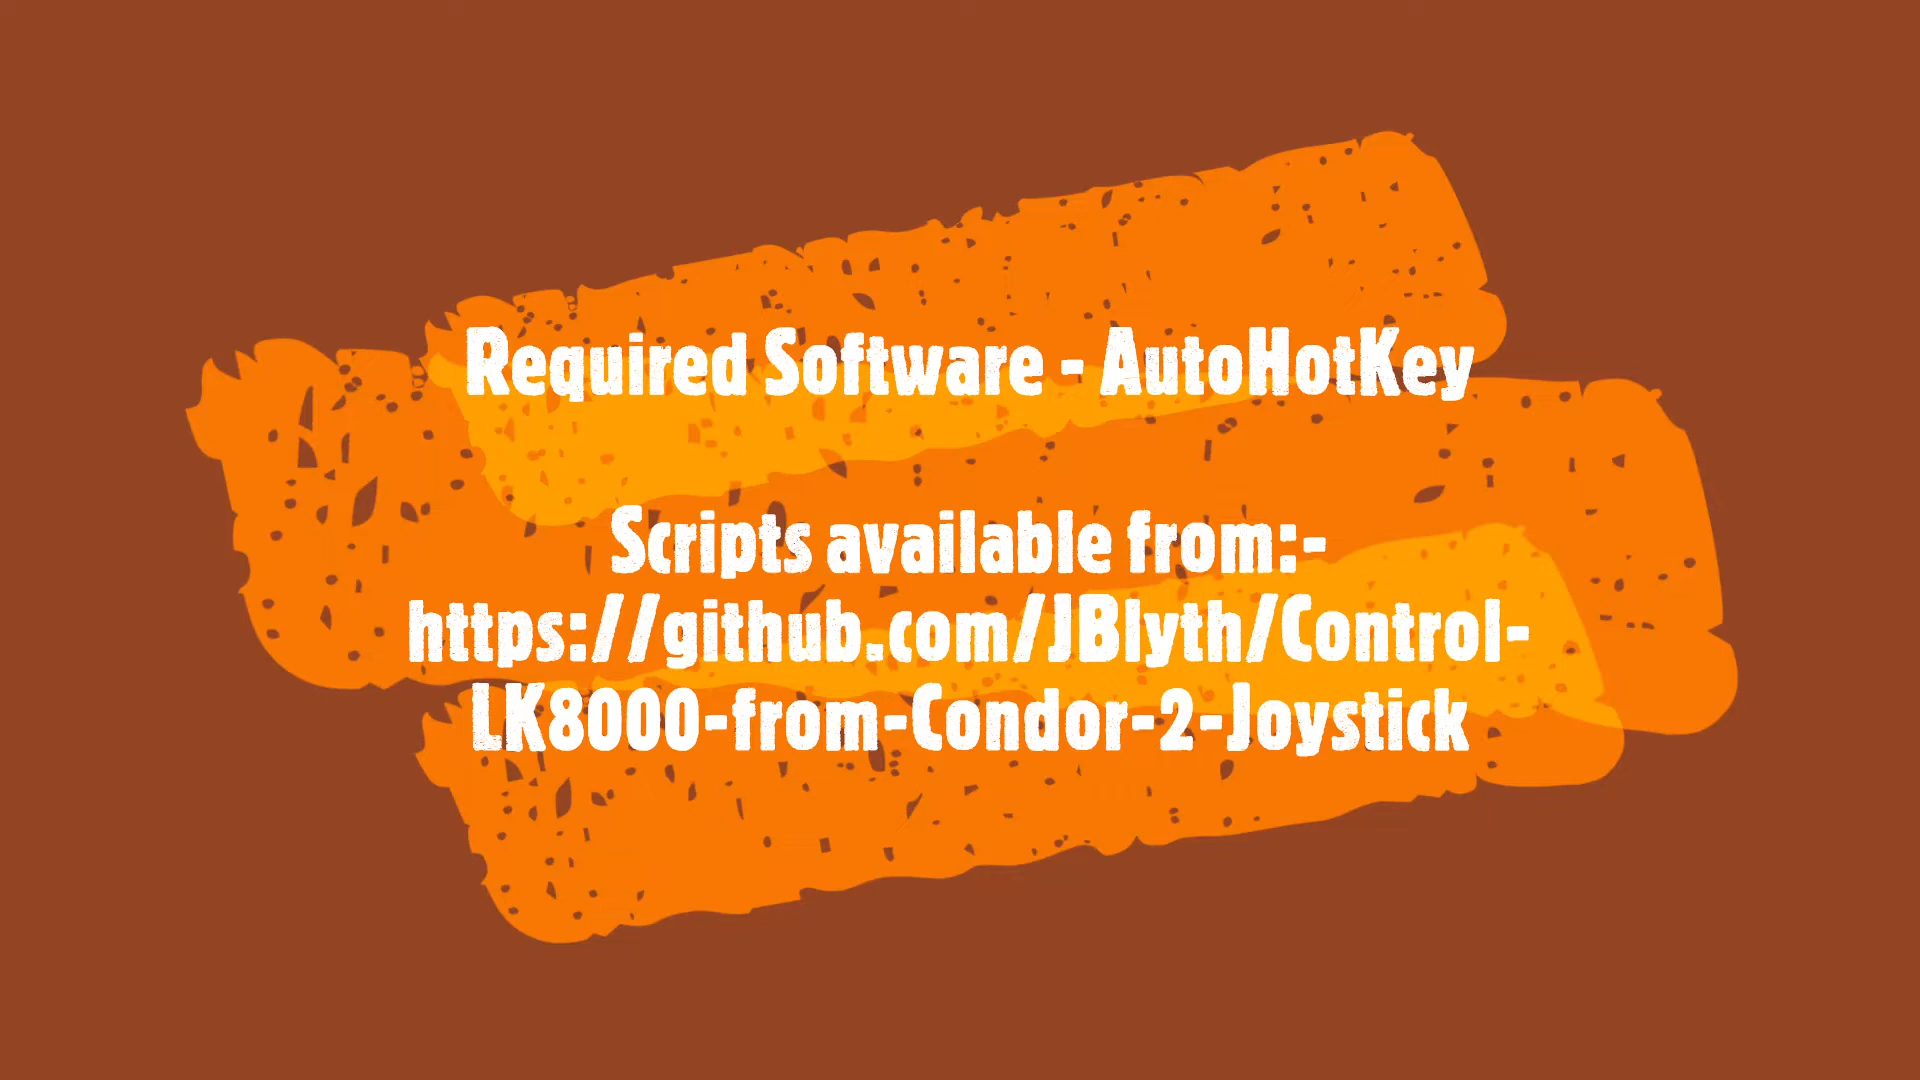 Required Software - AutoHotKey
Scripts available from:-
https://github.com/JBlyth/Control-
LK8000-from-Condor-2-Joystick